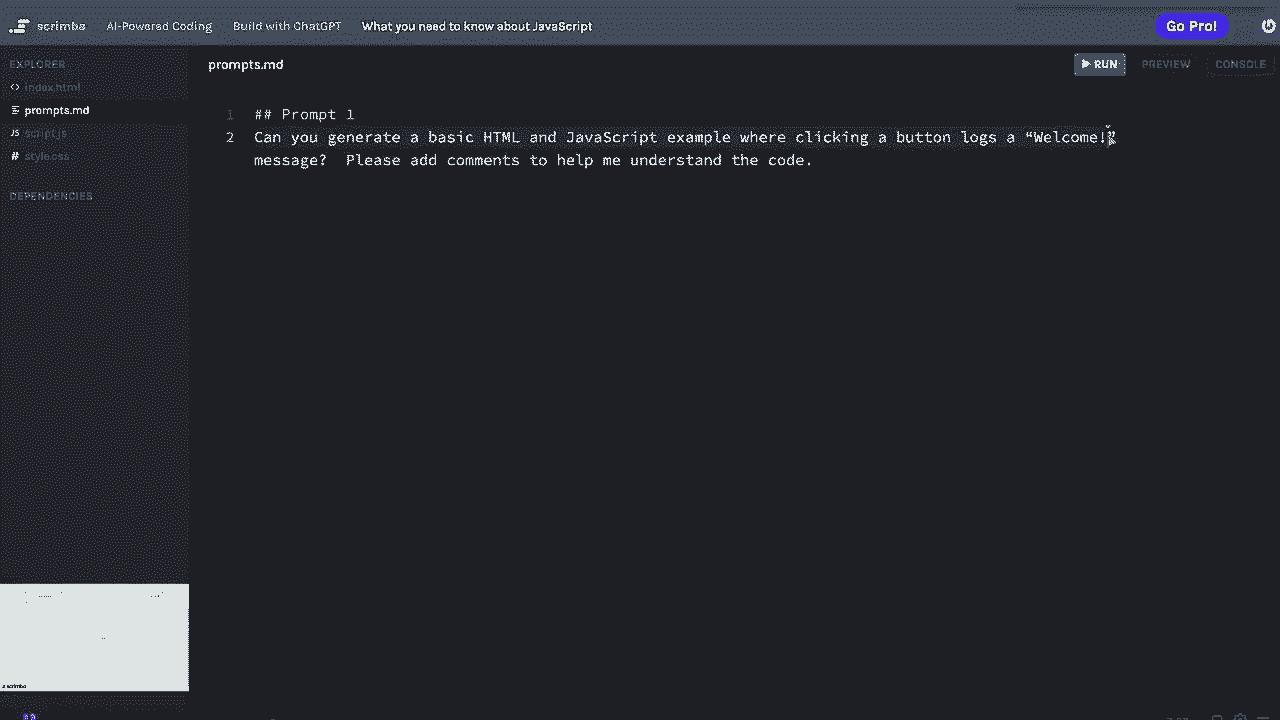 scrimba AI-Powered Coding Build with ChatGPT What you need to know about JavaScript Go Pro!
EXPLORER
prompts.md
RUN PREVIEW CONSOLE
index.html
prompts.md
script.js
style.css
DEPENDENCIES
1 ## Prompt 1
2 Can you generate a basic HTML and JavaScript example where clicking a button logs a “Welcome!”
message? Please add comments to help me understand the code.
scrimba